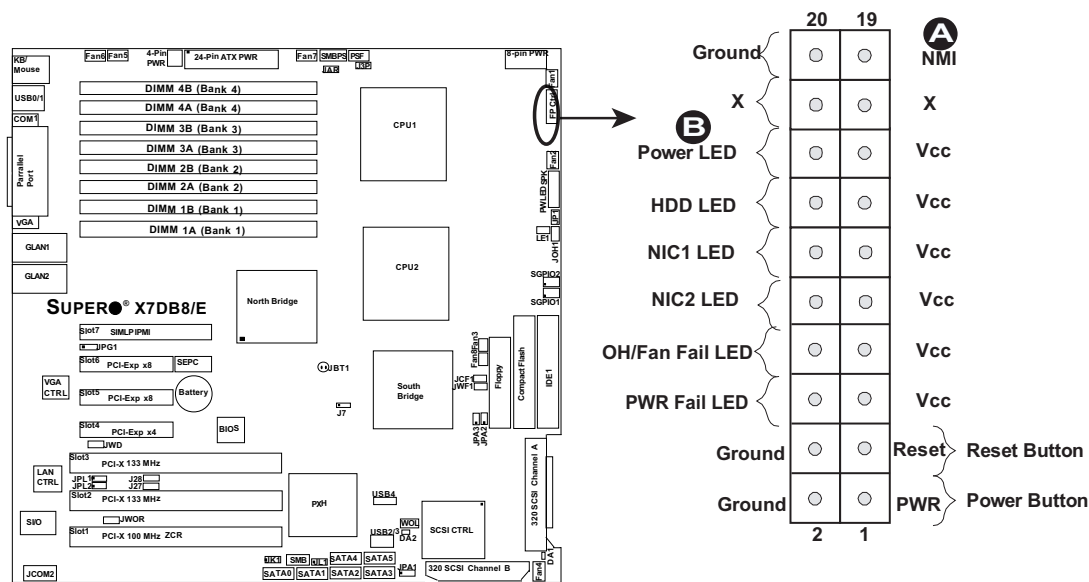 KB/
Mouse
USB0/1
COM1
Parrallel
Port
VGA
GLAN1
GLAN2
Fan6
Fan5
4-Pin
PWR
24-Pin ATX PWR
Fan7
SMBPS
PSF
JAR
J3P
8-pin PWR
Fan1
FP Ctrl
DIMM 4B (Bank 4)
DIMM 4A (Bank 4)
DIMM 3B (Bank 3)
DIMM 3A (Bank 3)
DIMM 2B (Bank 2)
DIMM 2A (Bank 2)
DIMM 1B (Bank 1)
DIMM 1A (Bank 1)
CPU1
CPU2
Fan2
PWLED SPK
JP1
LE1
JOH1
SGPIO2
SGPIO1
North Bridge
SUPER® X7DB8/E
Slot7
SIMLP IPMI
JPG1
Slot6
PCI-Exp x8
SEPC
VGA
CTRL
Slot5
PCI-Exp x8
Battery
Slot4
PCI-Exp x4
BIOS
JWD
JBT1
J7
South
Bridge
Fan8
Fan3
JCF1
JWF1
JPA3
JPA2
Floppy
Compact Flash
IDE1
Slot3
PCI-X 133 MHz
LAN
CTRL
JPL1
JPL2
J28
J27
Slot2
PCI-X 133 MHz
SI/O
JWOR
Slot1
PCI-X 100 MHz ZCR
JCOM2
PXH
USB4
USB2/3
WOL
DA2
SCSI CTRL
320 SCSI Channel A
JK1
SMB
JL1
SATA4
SATA5
SATA0
SATA1
SATA2
SATA3
JPA1
320 SCSI Channel B
Fan4
DA1
20 19
Ground
A
NMI
X X
B
Power LED Vcc
HDD LED Vcc
NIC1 LED Vcc
NIC2 LED Vcc
OH/Fan Fail LED Vcc
PWR Fail LED Vcc
Ground Reset Reset Button
Ground PWR Power Button
2 1